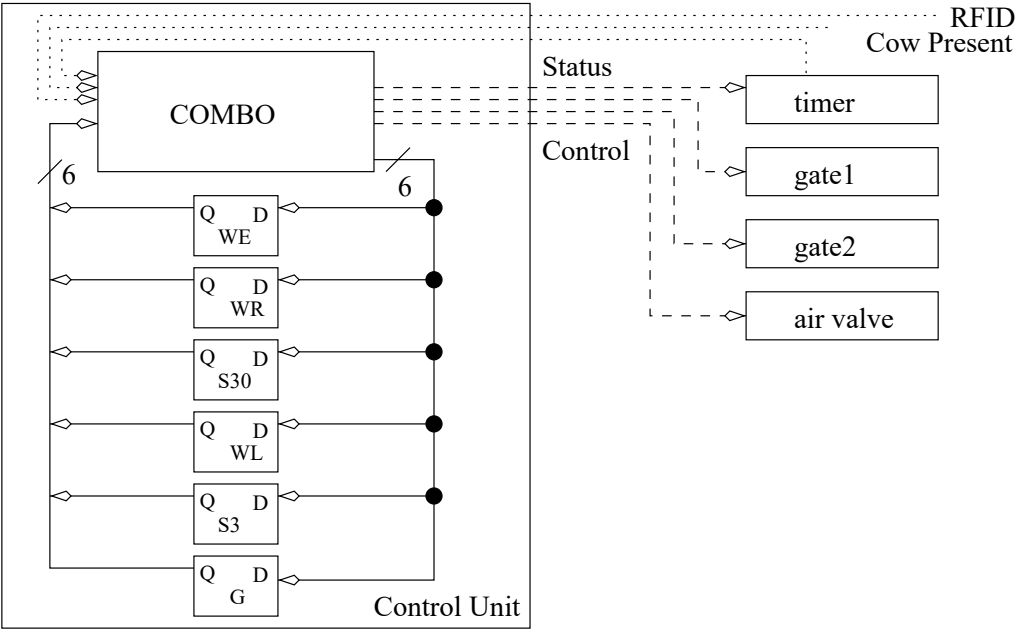 RFID
Cow Present
Status
COMBO
timer
Control
6
6
gate1
Q D
WE
gate2
Q D
WR
air valve
Q D
S30
Q D
WL
Q D
S3
Q D
G
Control Unit